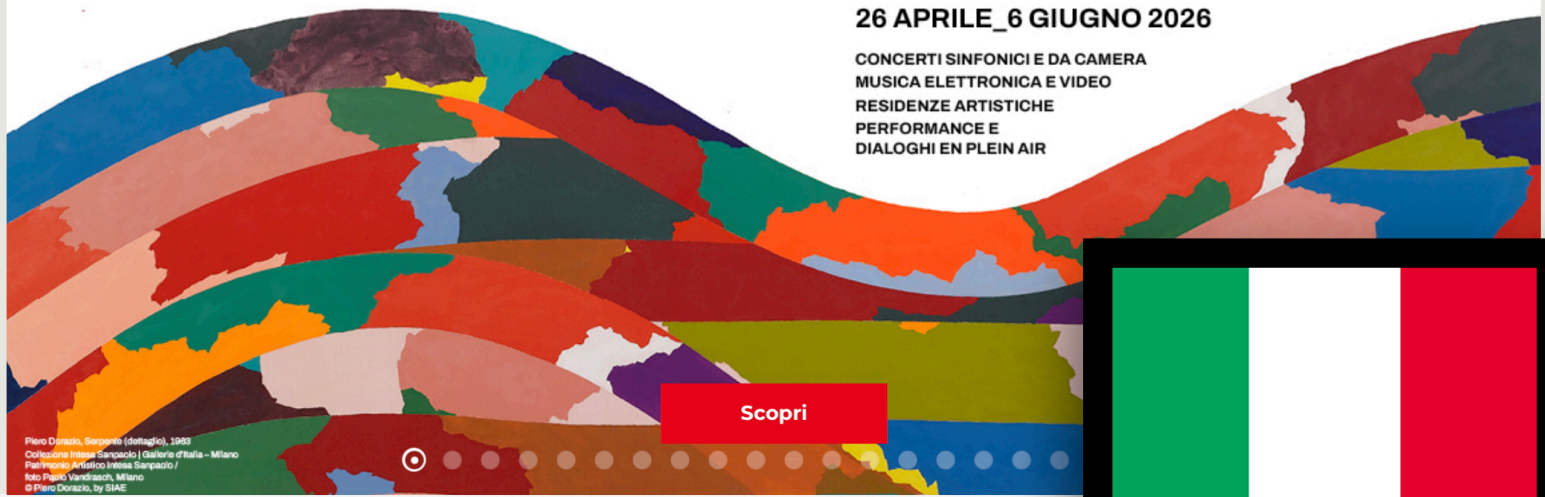 26 APRILE_6 GIUGNO 2026
CONCERTI SINFONICI E DA CAMERA
MUSICA ELETTRONICA E VIDEO
RESIDENZE ARTISTICHE
PERFORMANCE E
DIALOGHI EN PLEIN AIR
Scopri
Piero Dorazio, Serpente (dettaglio), 1963
Collezione Intesa Sanpaolo | Gallerie d'Italia – Milano
Patrimonio Artistico Intesa Sanpaolo /
foto Paolo Vandrasch, Milano
© Piero Dorazio, by SIAE